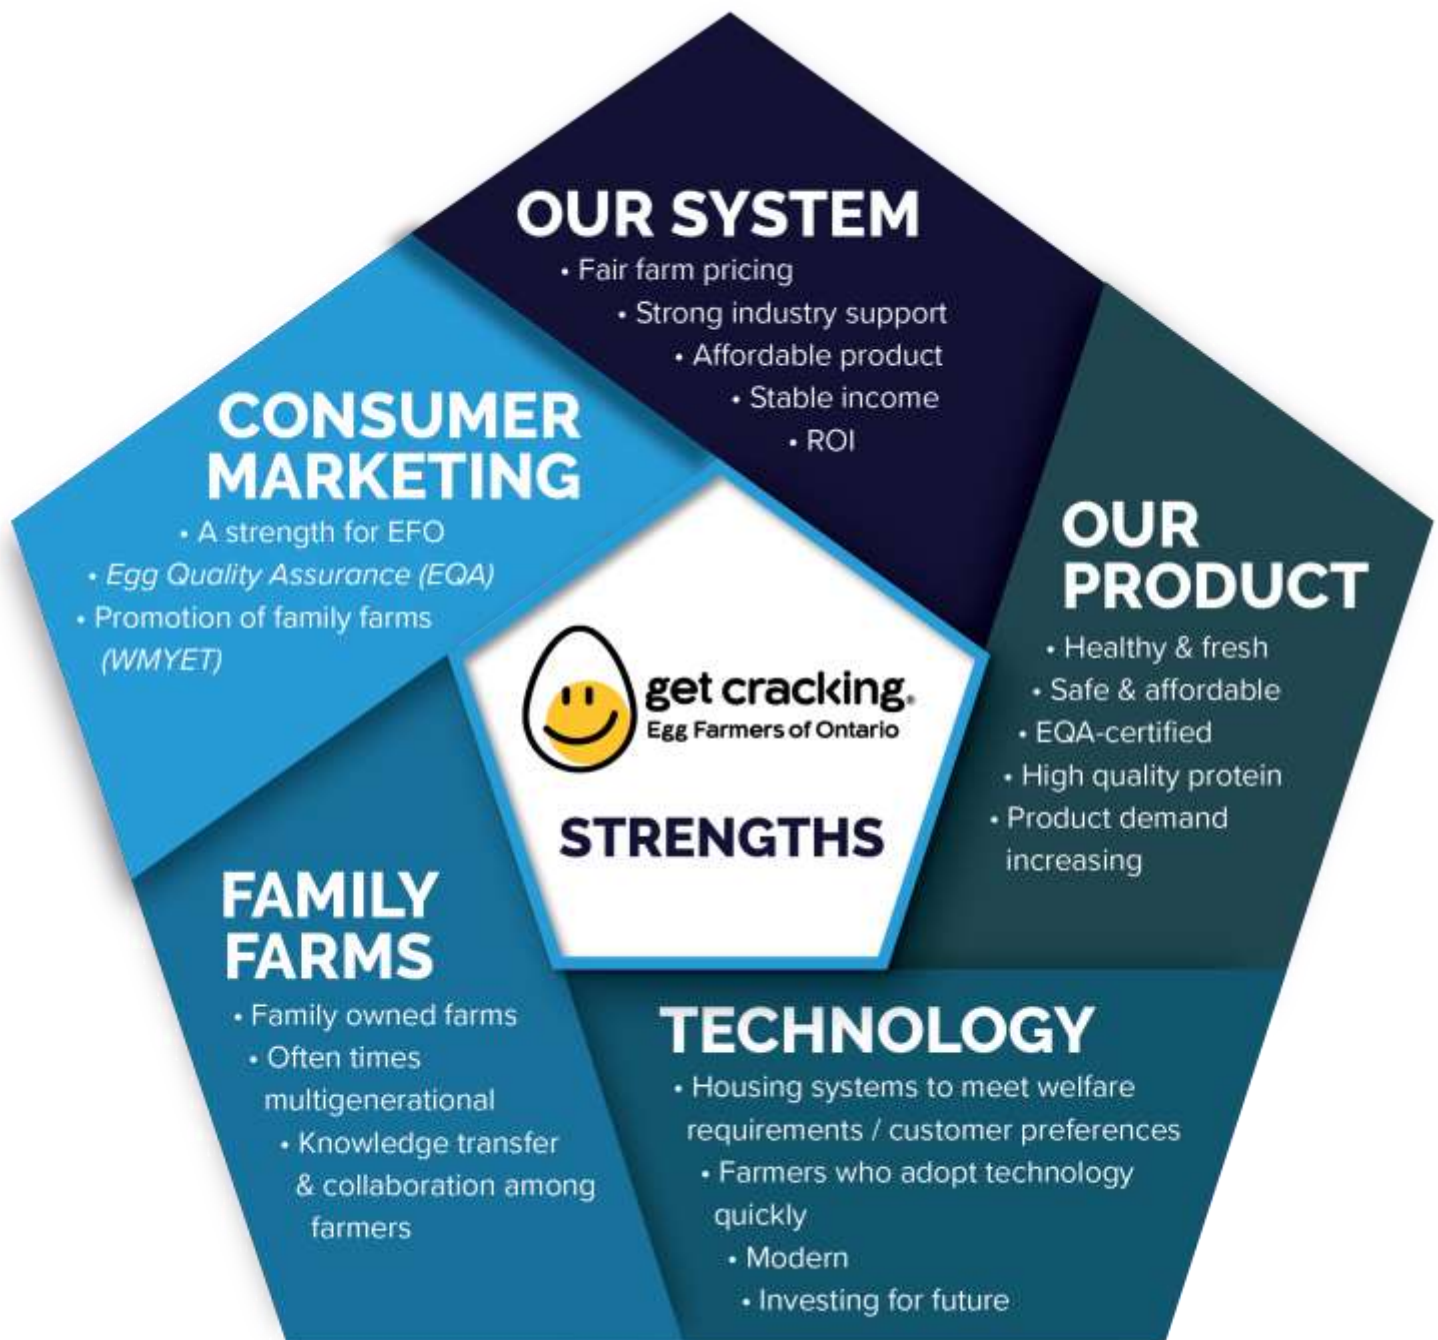 OUR SYSTEM
• Fair farm pricing
• Strong industry support
• Affordable product
• Stable income
• ROI
OUR
PRODUCT
• Healthy & fresh
• Safe & affordable
• EQA-certified
• High quality protein
• Product demand
increasing
TECHNOLOGY
• Housing systems to meet welfare
requirements / customer preferences
• Farmers who adopt technology
quickly
• Modern
• Investing for future
FAMILY
FARMS
• Family owned farms
• Often times
multigenerational
• Knowledge transfer
& collaboration among
farmers
CONSUMER
MARKETING
• A strength for EFO
• Egg Quality Assurance (EQA)
• Promotion of family farms
(WMYET)
get cracking®
Egg Farmers of Ontario
STRENGTHS